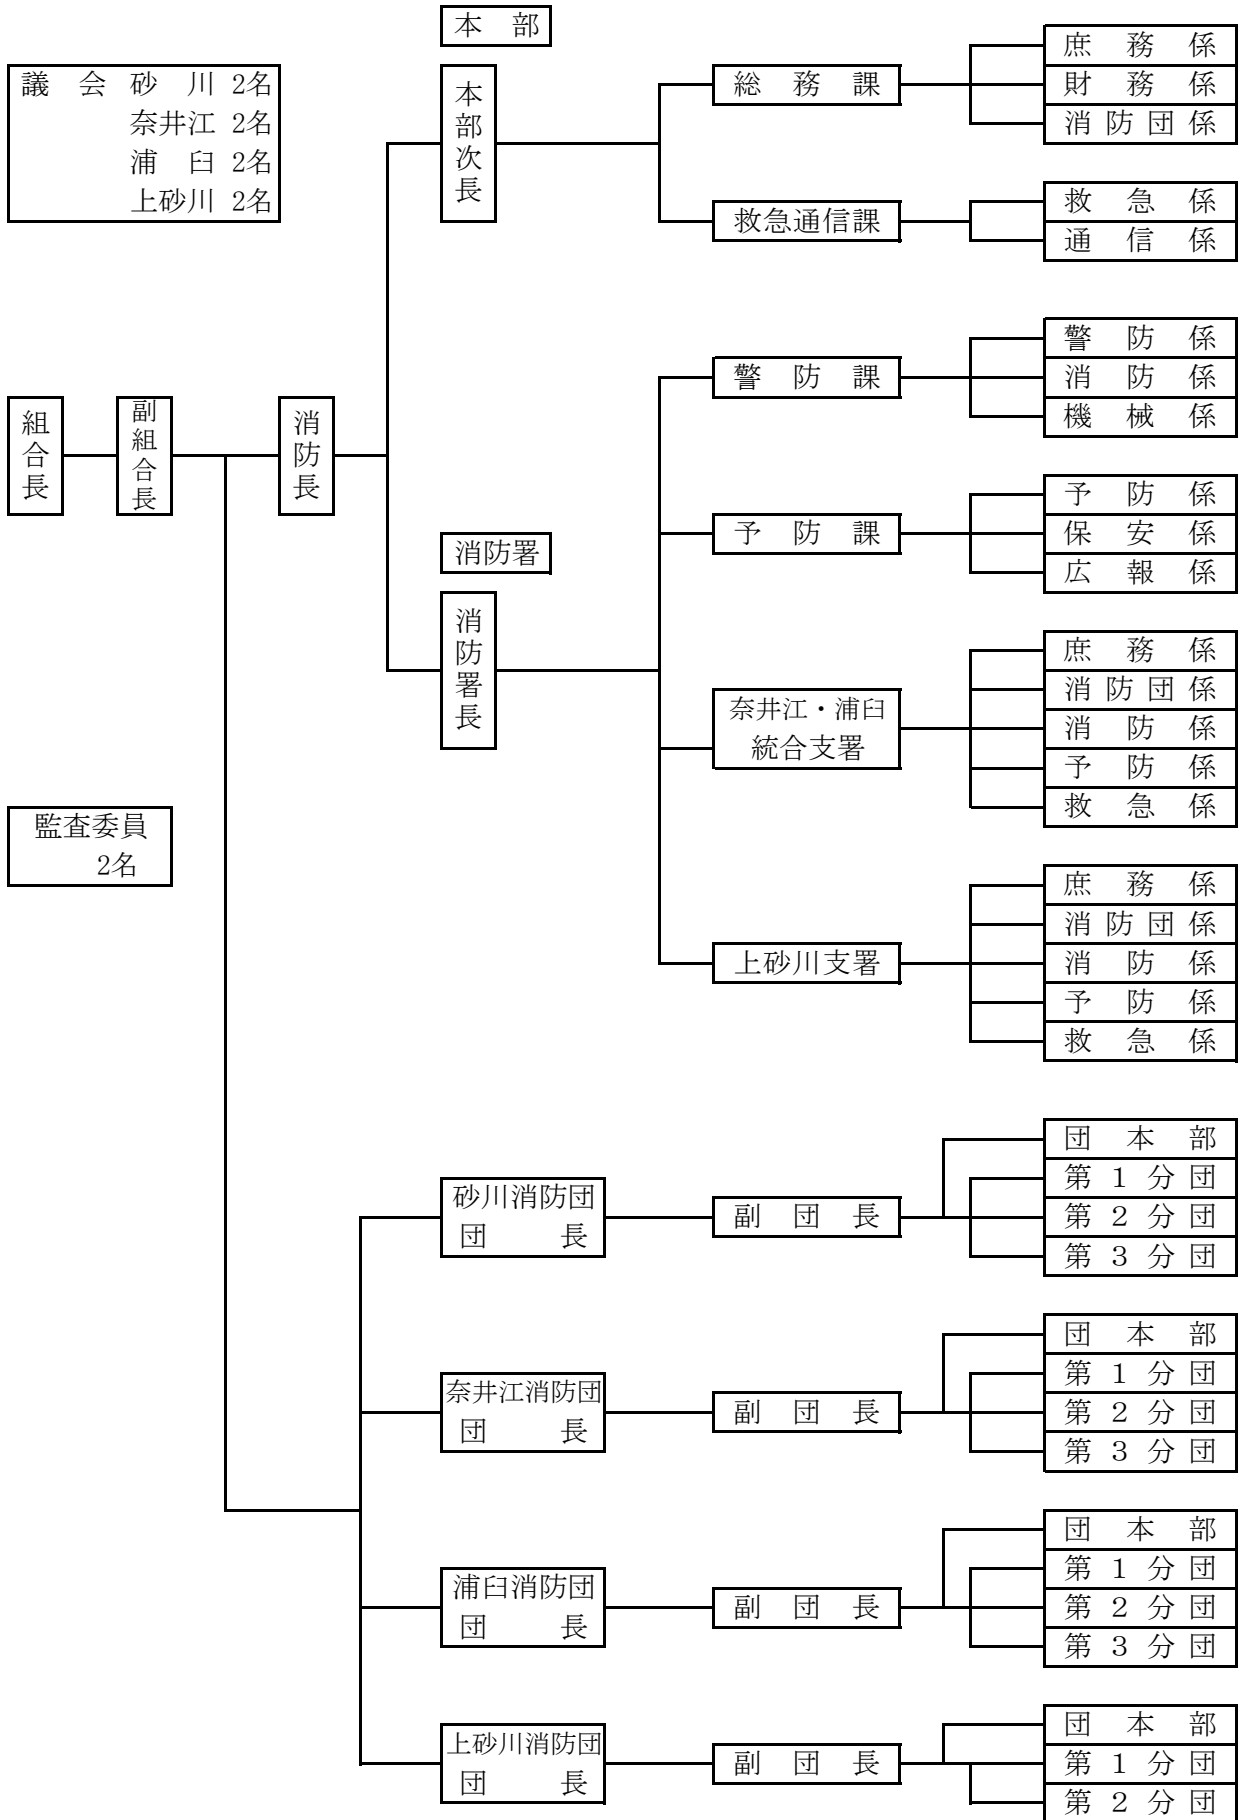 本部
議会 砂川 2名
奈井江 2名
浦臼 2名
上砂川 2名
組合長
副組合長
消防長
本部次長
総務課
庶務係
財務係
消防団係
救急通信課
救急係
通信係
消防署
消防署長
警防課
警防係
消防係
機械係
予防課
予防係
保安係
広報係
奈井江・浦臼
統合支署
庶務係
消防団係
消防係
予防係
救急係
上砂川支署
庶務係
消防団係
消防係
予防係
救急係
監査委員
2名
砂川消防団
団長
副団長
団本部
第1分団
第2分団
第3分団
奈井江消防団
団長
副団長
団本部
第1分団
第2分団
第3分団
浦臼消防団
団長
副団長
団本部
第1分団
第2分団
第3分団
上砂川消防団
団長
副団長
団本部
第1分団
第2分団